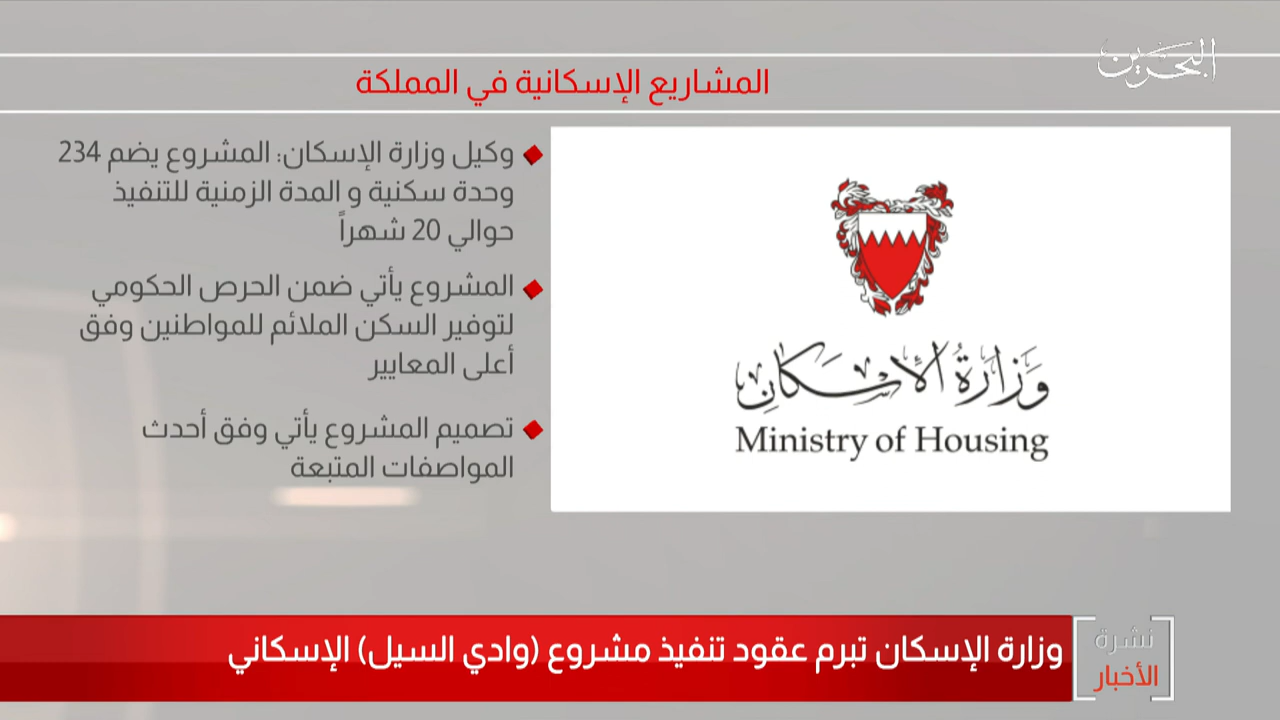 البحرين
المشاريع الإسكانية في المملكة
وكيل وزارة الإسكان: المشروع يضم 234
وحدة سكنية و المدة الزمنية للتنفيذ
حوالي 20 شهراً
المشروع يأتي ضمن الحرص الحكومي
لتوفير السكن الملائم للمواطنين وفق
أعلى المعايير
تصميم المشروع يأتي وفق أحدث
المواصفات المتبعة
وزارة الإسكان
Ministry of Housing
نشرة
الأخبار
وزارة الإسكان تبرم عقود تنفيذ مشروع (وادي السيل) الإسكاني